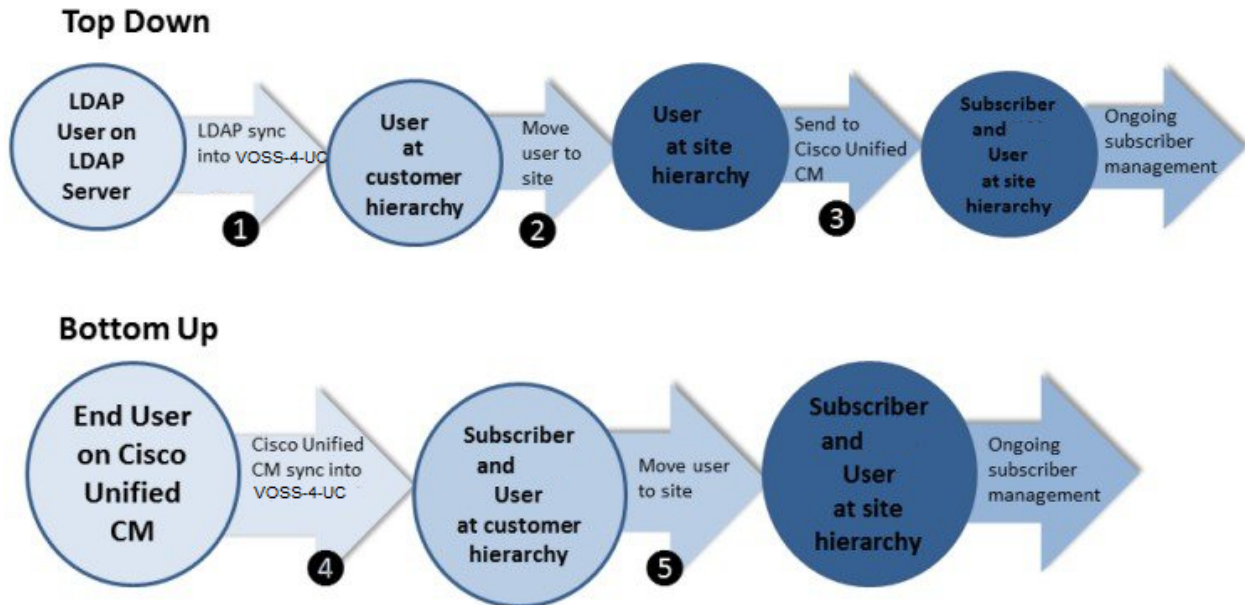 Top Down
LDAP
User on
LDAP
Server
LDAP sync
into VOSS-4-UC
1
User
at
customer
hierarchy
Move
user to
site
2
User
at site
hierarchy
Send to
Cisco Unified
CM
3
Subscriber
and
User
at site
hierarchy
Ongoing
subscriber
management
Bottom Up
End User
on Cisco
Unified
CM
Cisco Unified
CM sync into
VOSS-4-UC
4
Subscriber
and
User
at customer
hierarchy
Move user
to site
5
Subscriber
and
User
at site
hierarchy
Ongoing
subscriber
management